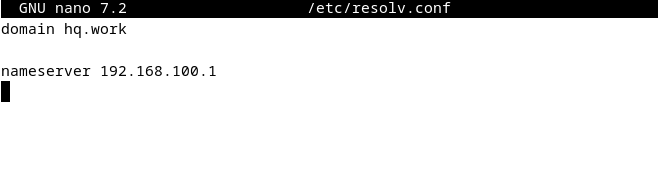 GNU nano 7.2 /etc/resolv.conf
domain hq.work
nameserver 192.168.100.1